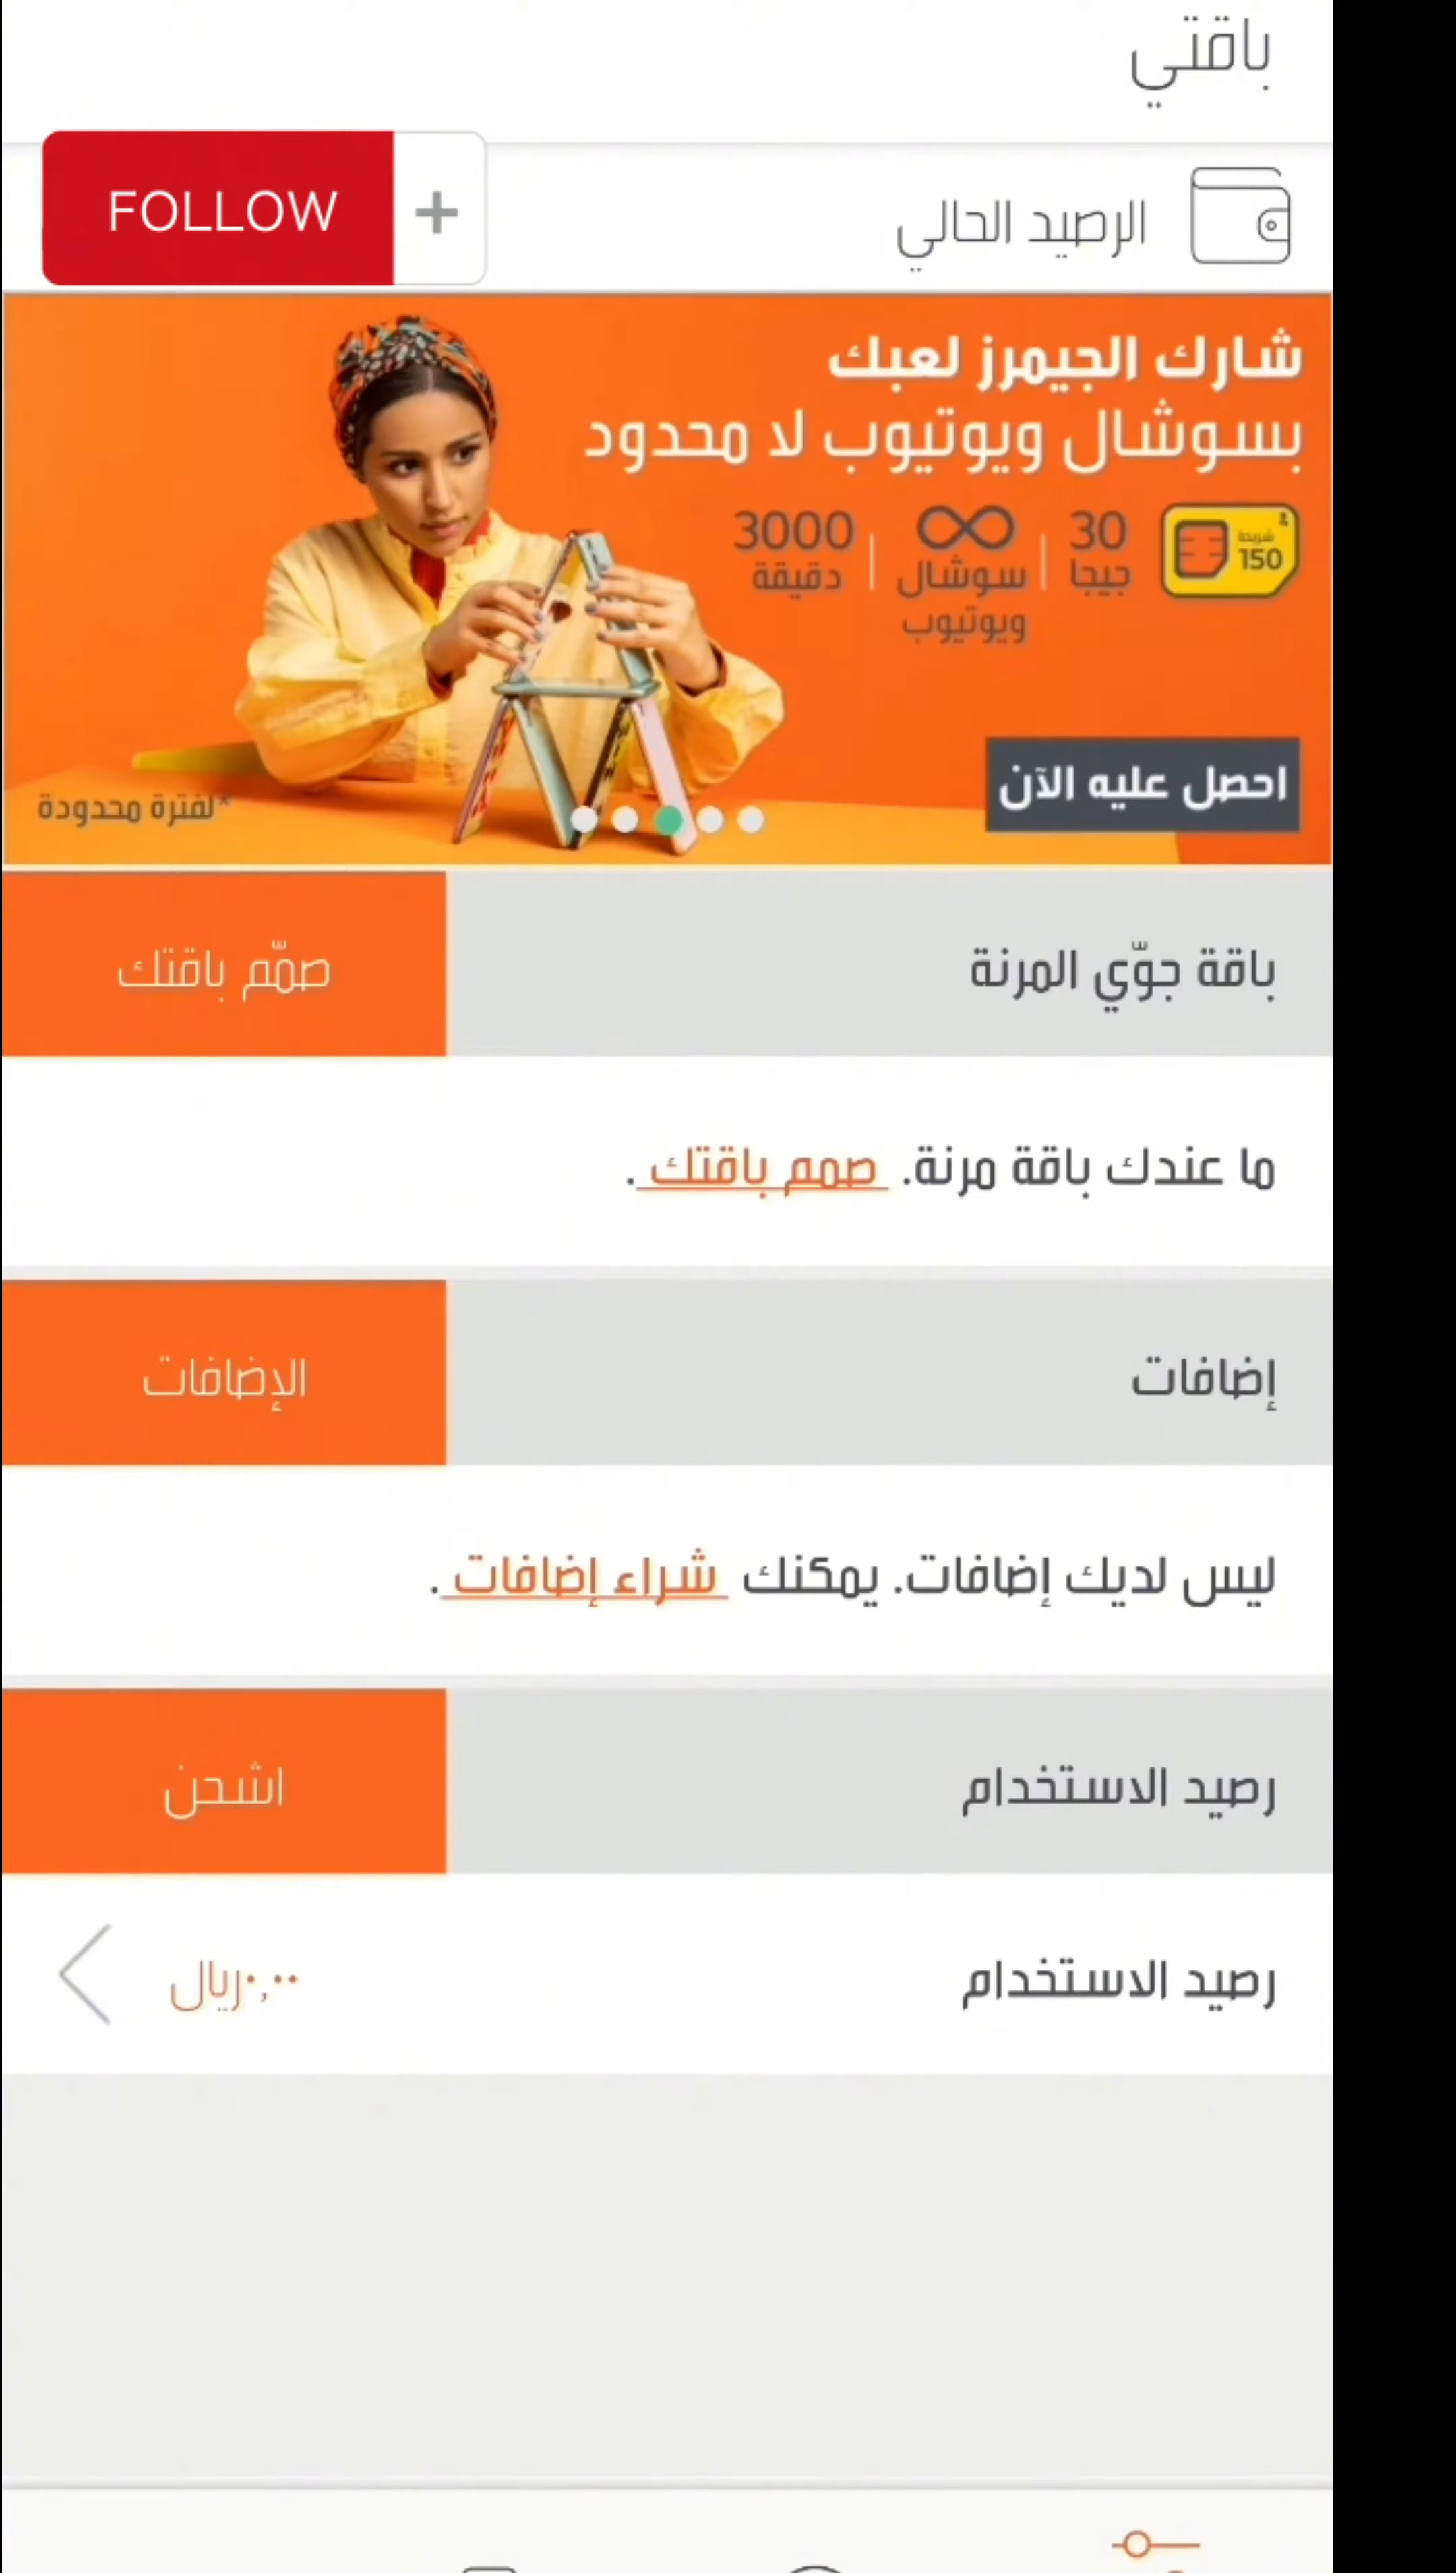 باقتي
FOLLOW +
الرصيد الحالي
شارك الجيمرز لعبك
بسوشال ويوتيوب لا محدود
شريحة
150
30
جيجا
∞
سوشال
ويوتيوب
3000
دقيقة
احصل عليه الآن
*لفترة محدودة
باقة جوّي المرنة
صمّم باقتك
ما عندك باقة مرنة. صمم باقتك .
إضافات
الإضافات
ليس لديك إضافات. يمكنك شراء إضافات .
رصيد الاستخدام
اشحن
رصيد الاستخدام
٠,٠٠ريال